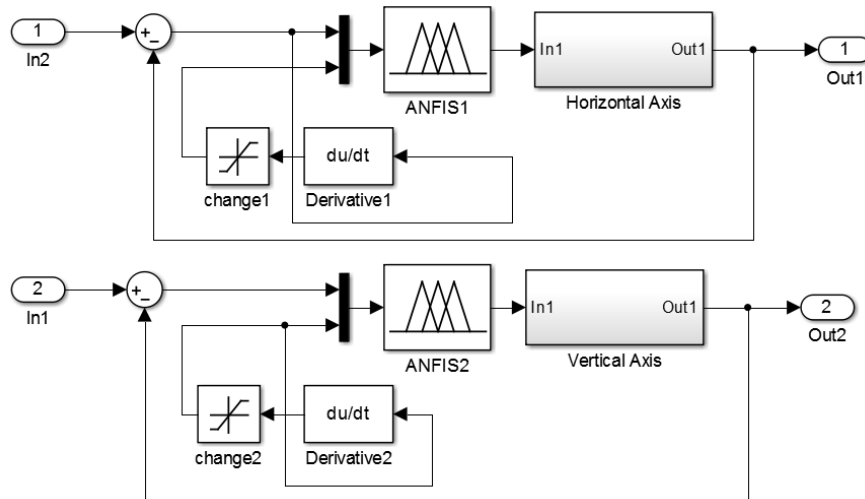 1
In2
+
−
ANFIS1
In1
Out1
Horizontal Axis
1
Out1
change1
du/dt
Derivative1
2
In1
+
−
ANFIS2
In1
Out1
Vertical Axis
2
Out2
change2
du/dt
Derivative2